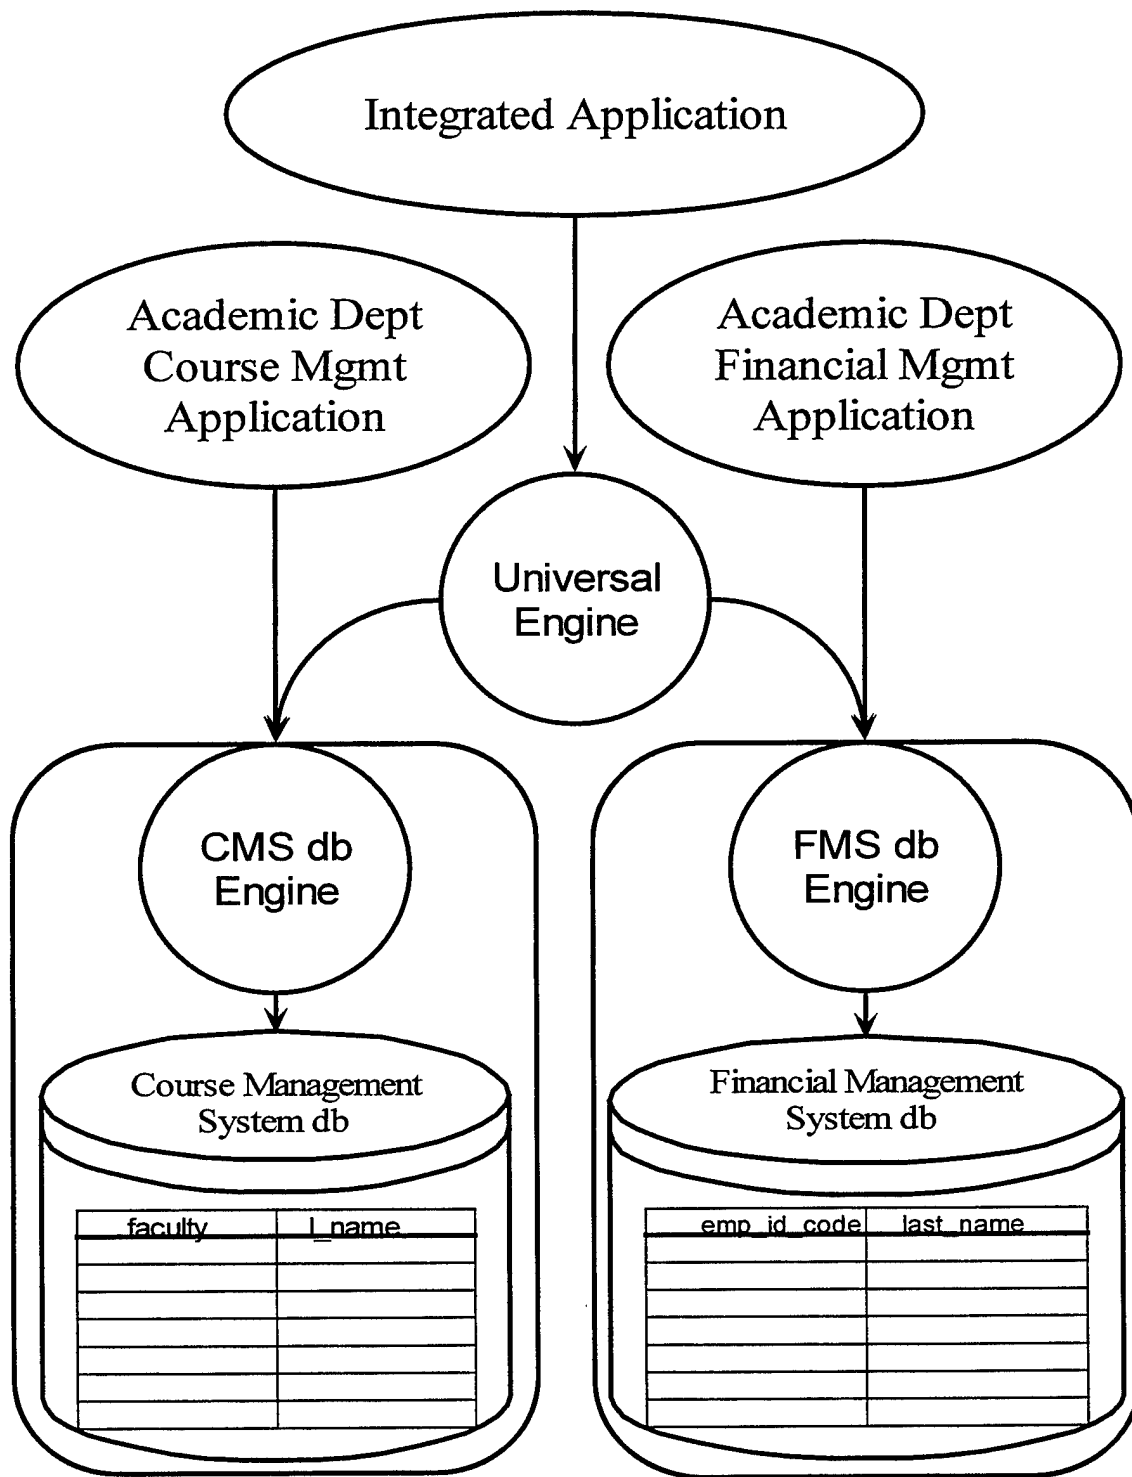 Integrated Application
Academic Dept
Course Mgmt
Application
Academic Dept
Financial Mgmt
Application
Universal
Engine
CMS db
Engine
FMS db
Engine
Course Management
System db
Financial Management
System db
faculty l_name
emp_id_code last_name